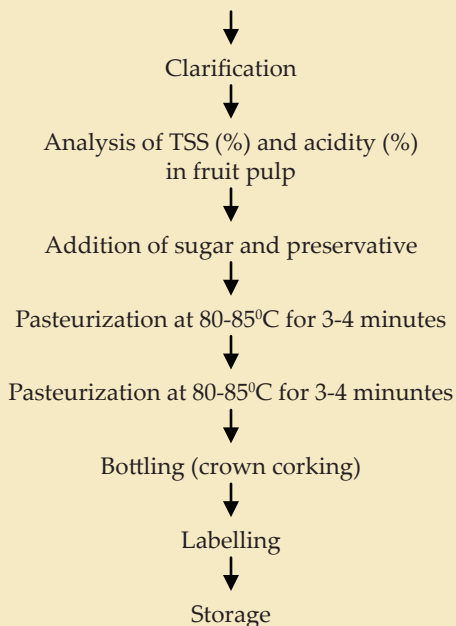 Clarification
Analysis of TSS (%) and acidity (%)
in fruit pulp
Addition of sugar and preservative
Pasteurization at 80-85⁰C for 3-4 minutes
Pasteurization at 80-85⁰C for 3-4 minuntes
Bottling (crown corking)
Labelling
Storage